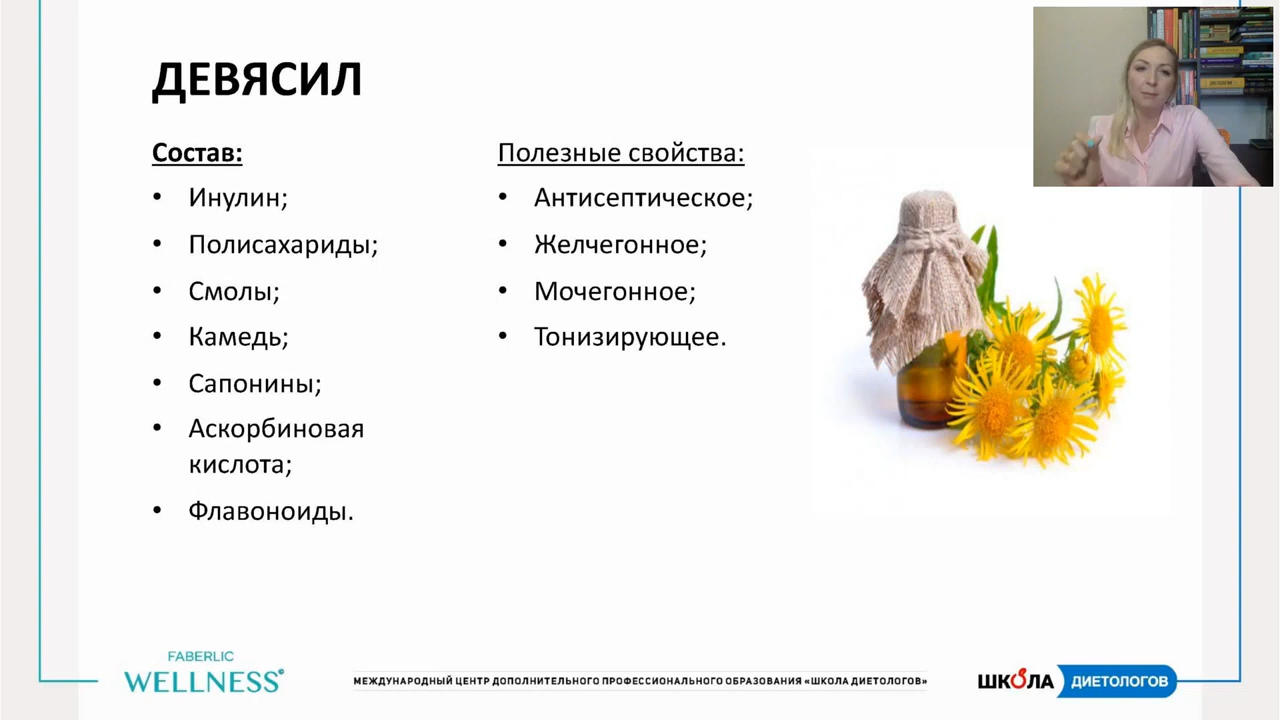 ДЕВЯСИЛ
Состав:
• Инулин;
• Полисахариды;
• Смолы;
• Камедь;
• Сапонины;
• Аскорбиновая
кислота;
• Флавоноиды.
Полезные свойства:
• Антисептическое;
• Желчегонное;
• Мочегонное;
• Тонизирующее.
FABERLIC
WELLNESS
МЕЖДУНАРОДНЫЙ ЦЕНТР ДОПОЛНИТЕЛЬНОГО ПРОФЕССИОНАЛЬНОГО ОБРАЗОВАНИЯ «ШКОЛА ДИЕТОЛОГОВ»
ШКОЛА ДИЕТОЛОГОВ